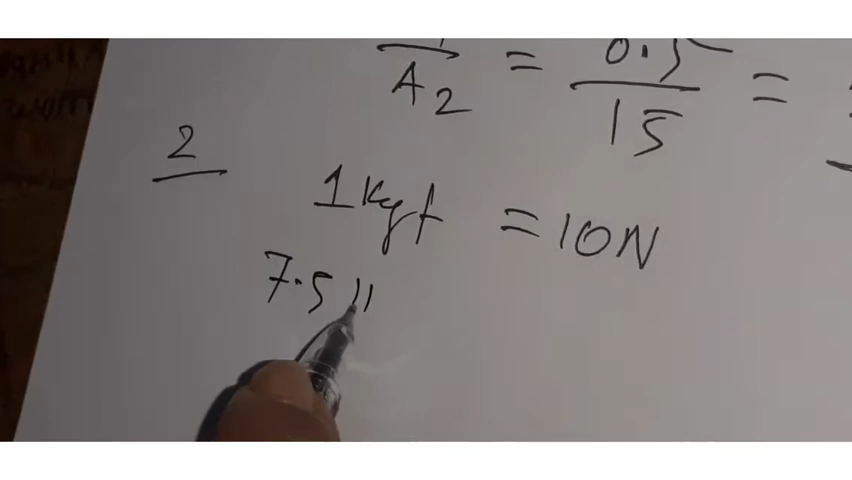 A2 = 0.5 / 15 =
2
1kgf = 10N
7.5 "